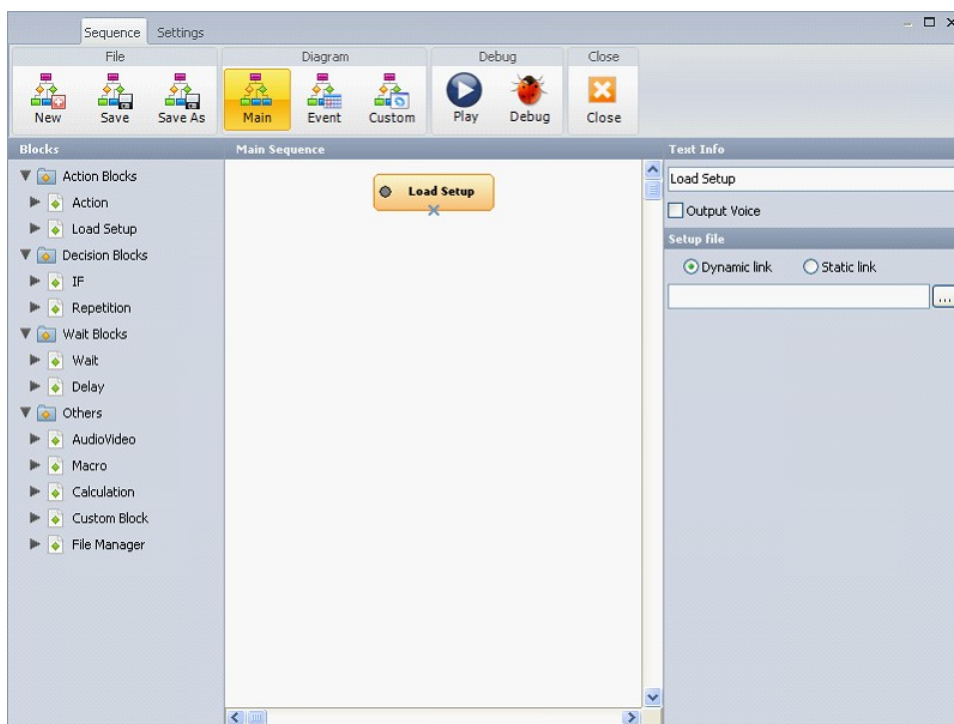 Sequence Settings
File Diagram Debug Close
New Save Save As Main Event Custom Play Debug Close
Blocks
Action Blocks
Action
Load Setup
Decision Blocks
IF
Repetition
Wait Blocks
Wait
Delay
Others
AudioVideo
Macro
Calculation
Custom Block
File Manager
Main Sequence
Load Setup
Text Info
Load Setup
Output Voice
Setup file
Dynamic link Static link
...